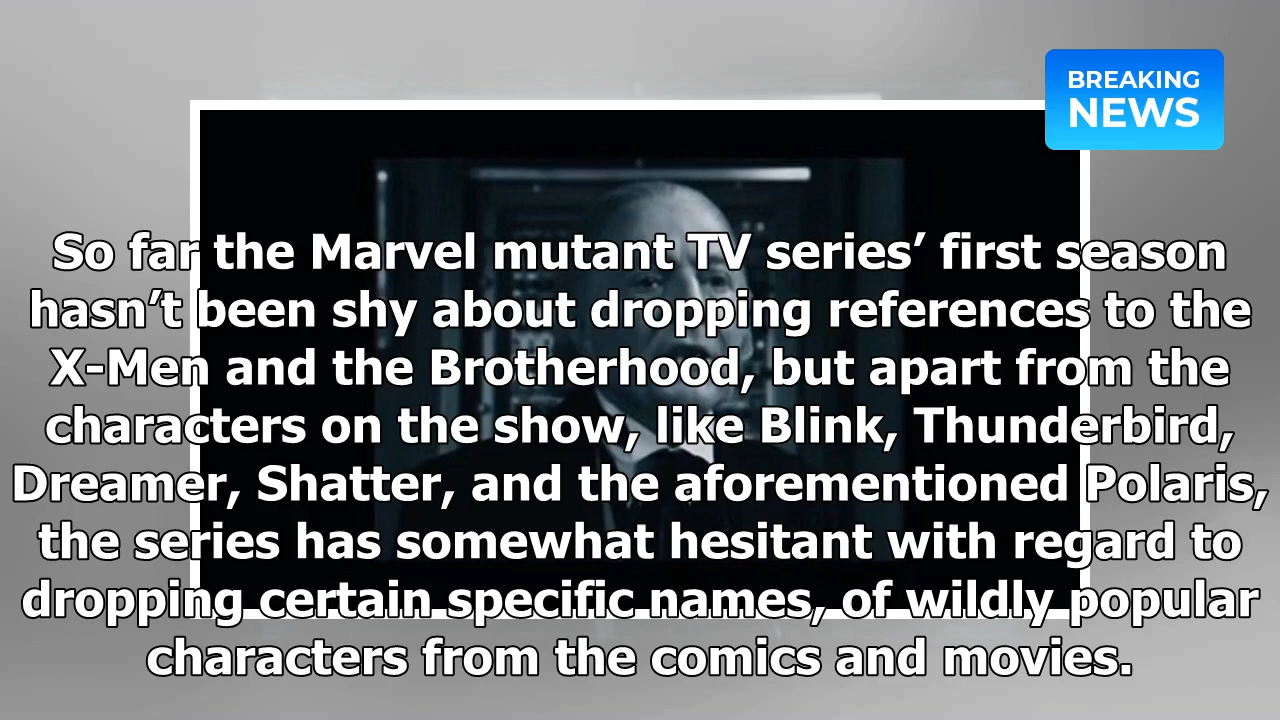 BREAKING
NEWS
So far the Marvel mutant TV series’ first season
hasn’t been shy about dropping references to the
X-Men and the Brotherhood, but apart from the
characters on the show, like Blink, Thunderbird,
Dreamer, Shatter, and the aforementioned Polaris,
the series has somewhat hesitant with regard to
dropping certain specific names, of wildly popular
characters from the comics and movies.